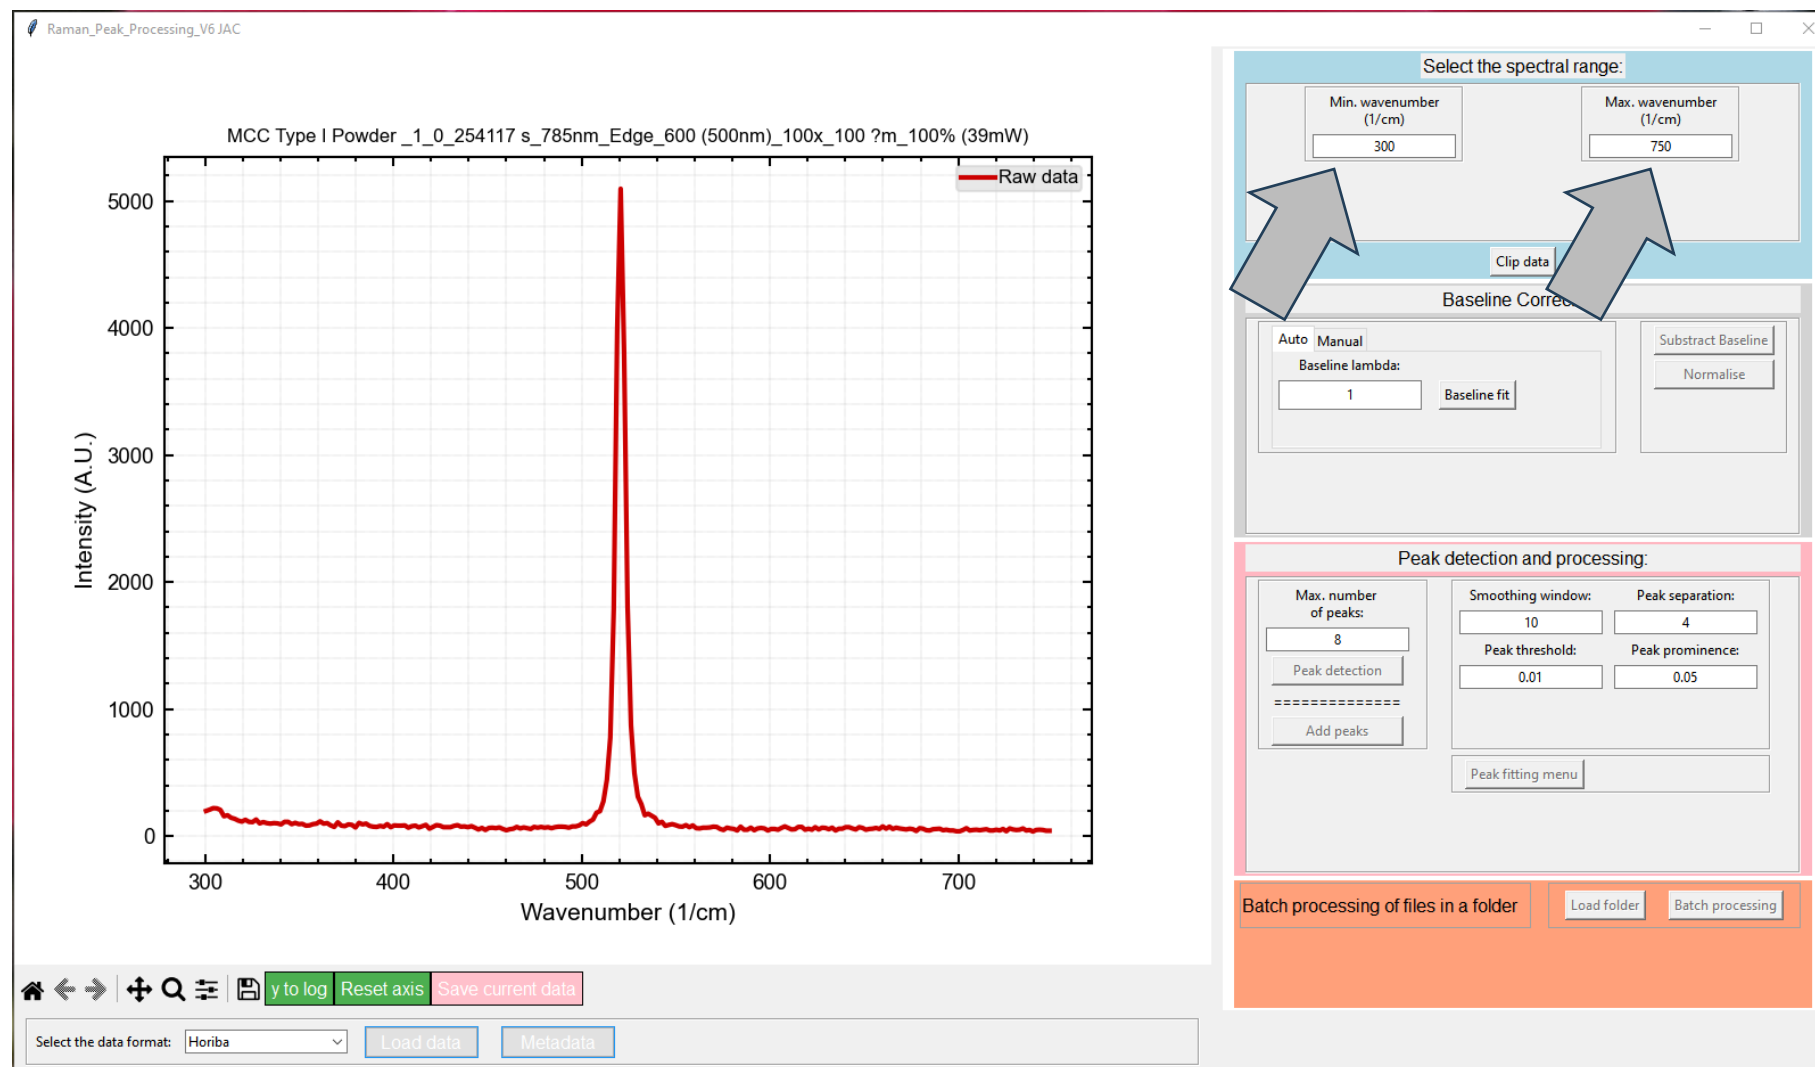 Raman_Peak_Processing_V6 JAC
MCC Type I Powder _1_0_254117 s_785nm_Edge_600 (500nm)_100x_100 ?m_100% (39mW)
Raw data
5000
4000
3000
2000
1000
0
Intensity (A.U.)
300 400 500 600 700
Wavenumber (1/cm)
y to log Reset axis Save current data
Select the data format: Horiba Load data Metadata
Select the spectral range:
Min. wavenumber
(1/cm)
300
Max. wavenumber
(1/cm)
750
Clip data
Baseline
Auto Manual
Baseline lambda:
1 Baseline fit
Substract Baseline
Normalise
Peak detection and processing:
Max. number
of peaks:
8
Peak detection
==============
Add peaks
Smoothing window: Peak separation:
10 4
Peak threshold: Peak prominence:
0.01 0.05
Peak fitting menu
Batch processing of files in a folder Load folder Batch processing